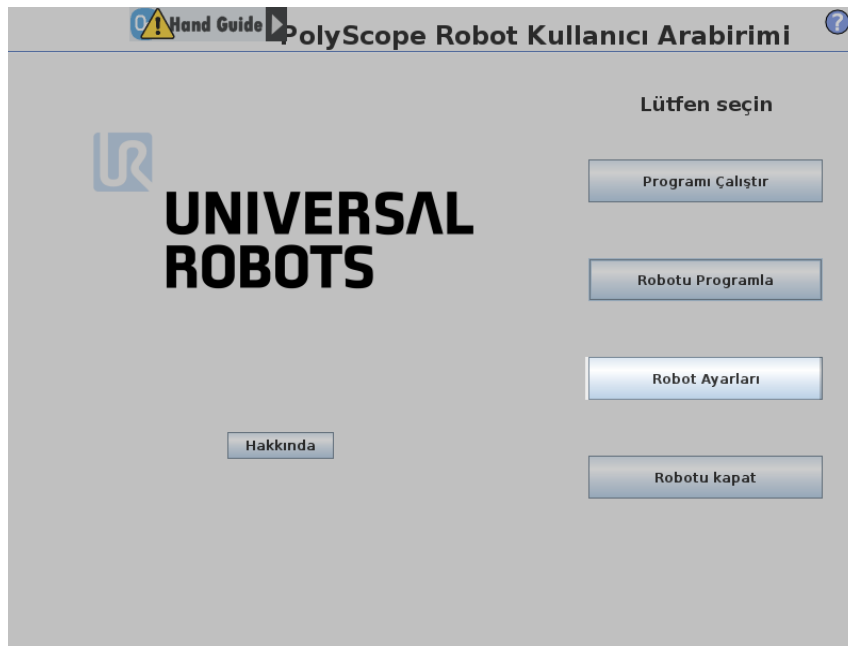 Hand Guide
PolyScope Robot Kullanıcı Arabirimi
?
Lütfen seçin
UR
UNIVERSAL
ROBOTS
Programı Çalıştır
Robotu Programla
Robot Ayarları
Hakkında
Robotu kapat